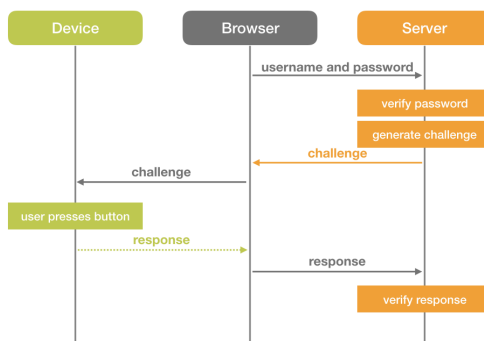 Device
Browser
Server
username and password
verify password
generate challenge
challenge
challenge
user presses button
response
response
verify response